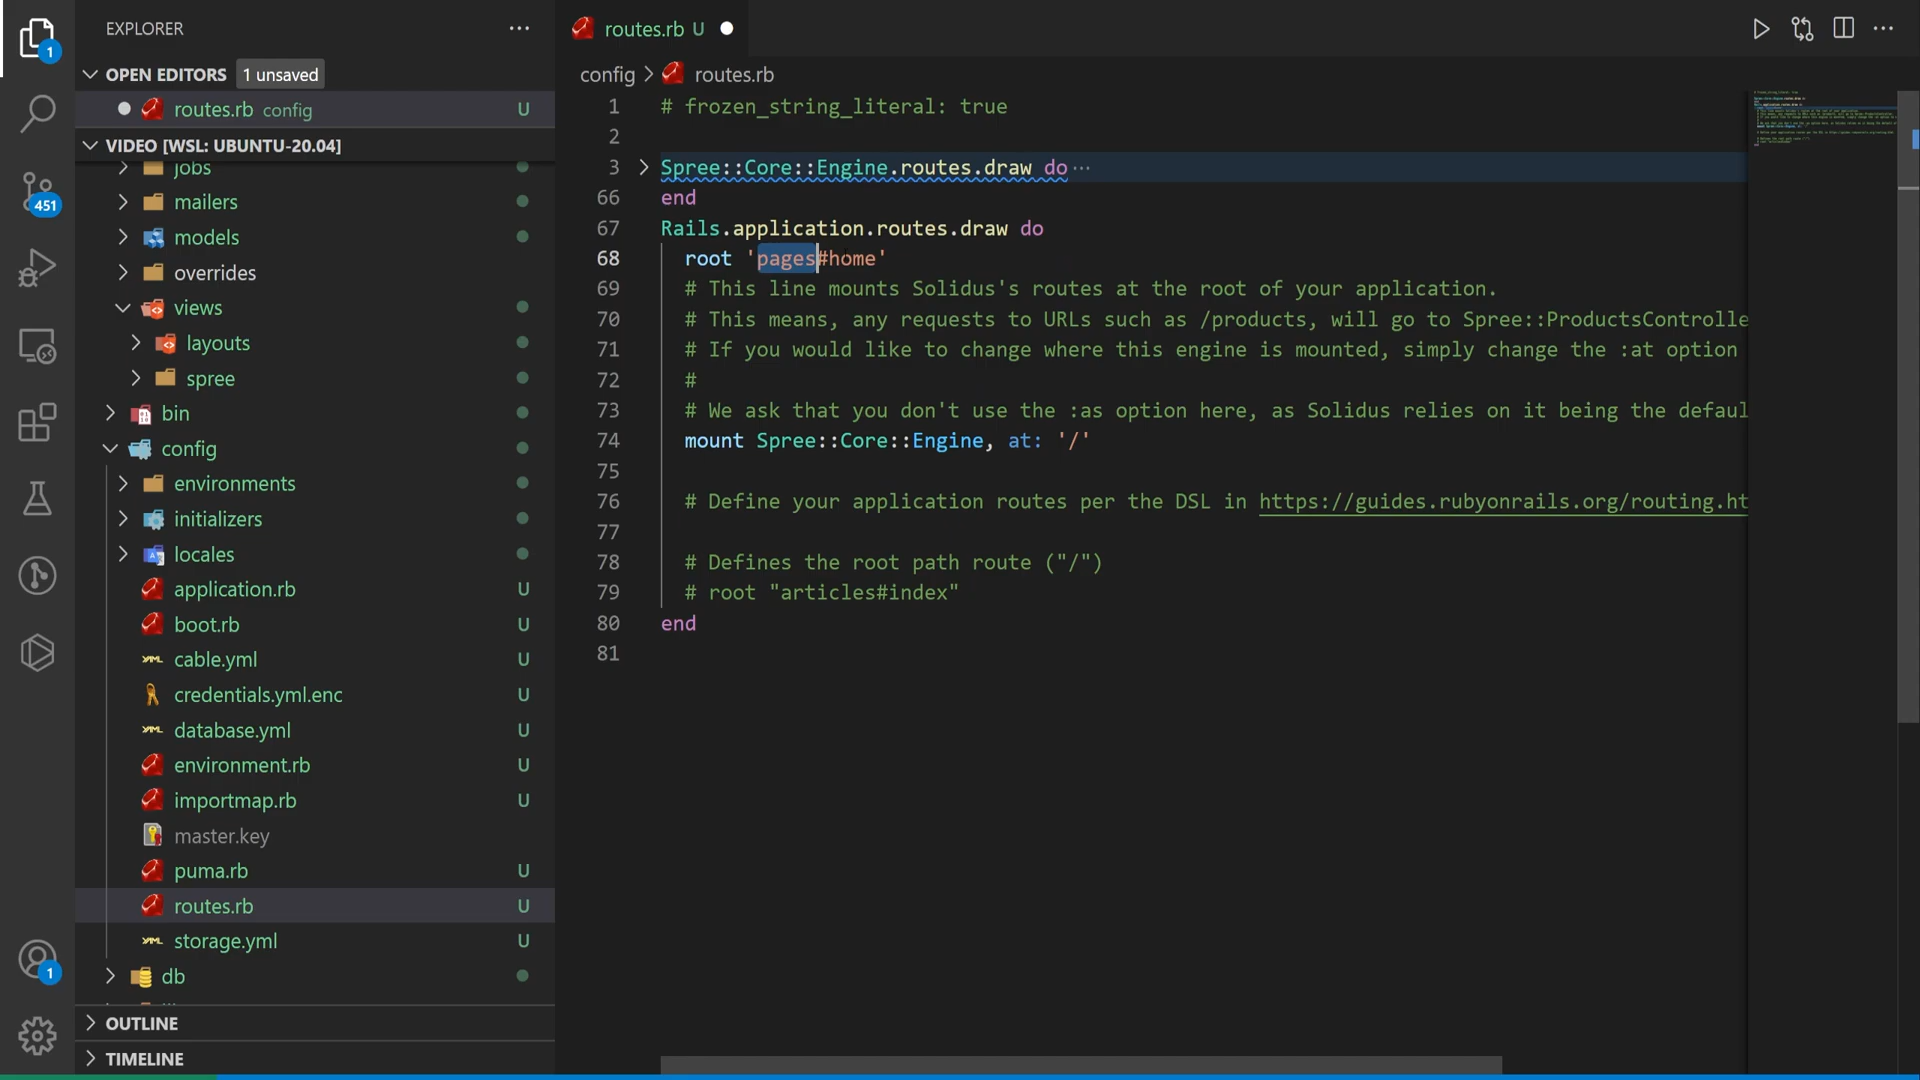 EXPLORER
OPEN EDITORS 1 unsaved
routes.rb config U
VIDEO [WSL: UBUNTU-20.04]
jobs
mailers
models
overrides
views
layouts
spree
bin
config
environments
initializers
locales
application.rb U
boot.rb U
cable.yml U
credentials.yml.enc U
database.yml U
environment.rb U
importmap.rb U
master.key
puma.rb U
routes.rb U
storage.yml U
db
OUTLINE
TIMELINE
1
451
1
routes.rb U
config > routes.rb
1 # frozen_string_literal: true
2
3 Spree::Core::Engine.routes.draw do ···
66 end
67 Rails.application.routes.draw do
68 root 'pages#home'
69 # This line mounts Solidus's routes at the root of your application.
70 # This means, any requests to URLs such as /products, will go to Spree::ProductsControlle
71 # If you would like to change where this engine is mounted, simply change the :at option
72 #
73 # We ask that you don't use the :as option here, as Solidus relies on it being the defaul
74 mount Spree::Core::Engine, at: '/'
75
76 # Define your application routes per the DSL in https://guides.rubyonrails.org/routing.ht
77
78 # Defines the root path route ("/")
79 # root "articles#index"
80 end
81